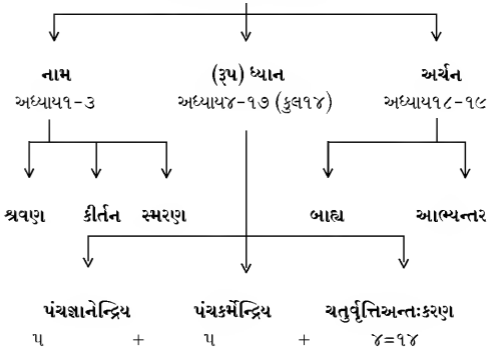 નામ (રૂપ) ધ્યાન અર્ચન
અધ્યાય૧-૩ અધ્યાય૪-૧૭ (કુલ૧૪) અધ્યાય૧૮-૧૯
શ્રવણ કીર્તન સ્મરણ બાહ્ય આભ્યન્તર
પંચજ્ઞાનેન્દ્રિય પંચકર્મેન્દ્રિય ચતુર્વૃત્તિઅન્તઃકરણ
૫ + ૫ + ૪=૧૪